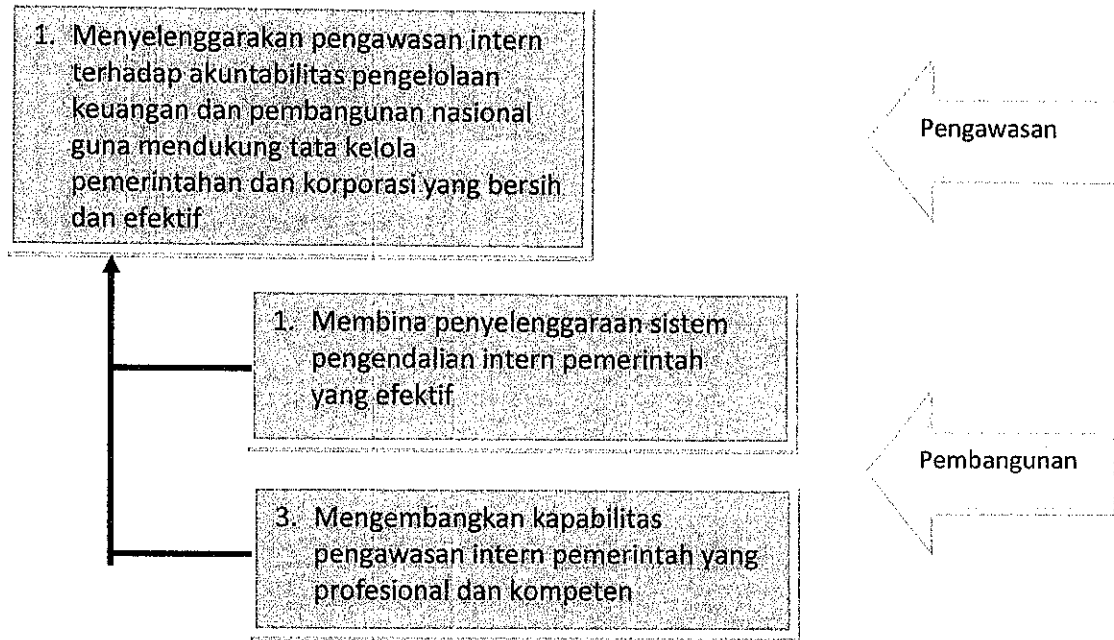 1. Menyelenggarakan pengawasan intern
terhadap akuntabilitas pengelolaan
keuangan dan pembangunan nasional
guna mendukung tata kelola
pemerintahan dan korporasi yang bersih
dan efektif
Pengawasan
1. Membina penyelenggaraan sistem
pengendalian intern pemerintah
yang efektif
Pembangunan
3. Mengembangkan kapabilitas
pengawasan intern pemerintah yang
profesional dan kompeten